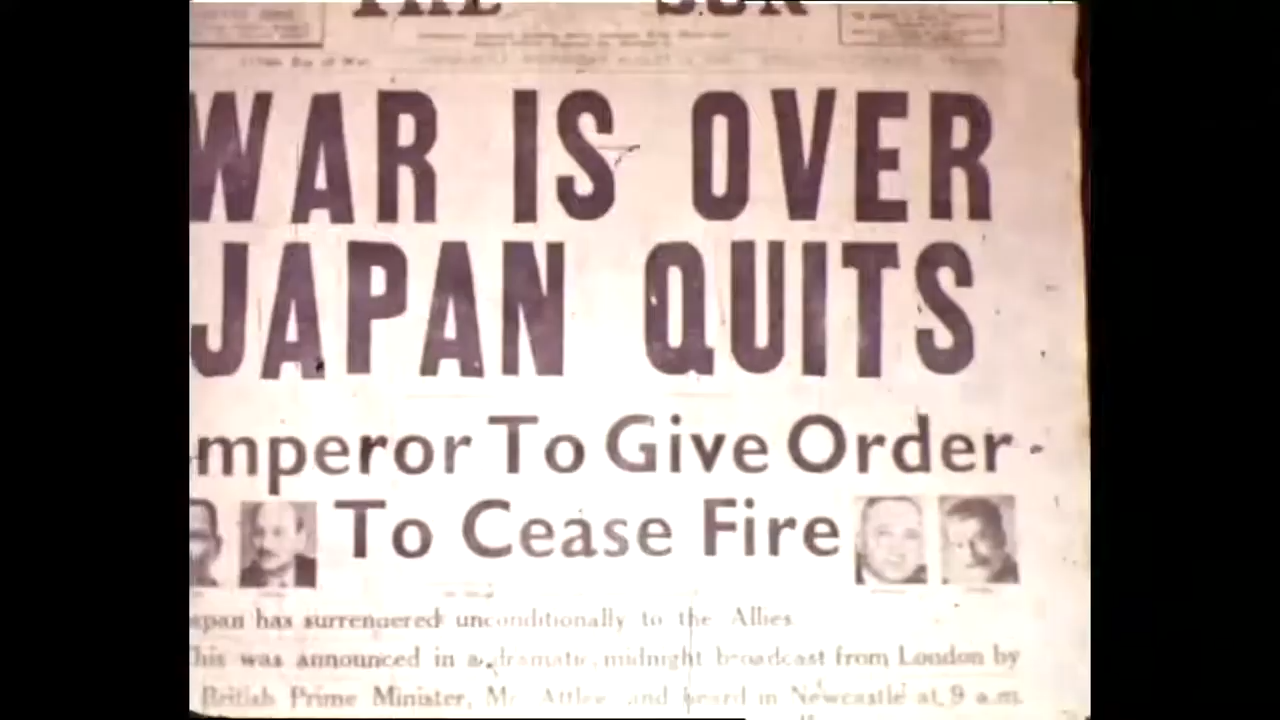 THE SUN
WAR IS OVER
JAPAN QUITS
mperor To Give Order -
To Cease Fire
apan has surrendered unconditionally to the Allies
This was announced in a dramatic midnight broadcast from London by
British Prime Minister, Mr Attlee and heard in Newcastle at 9 a.m.